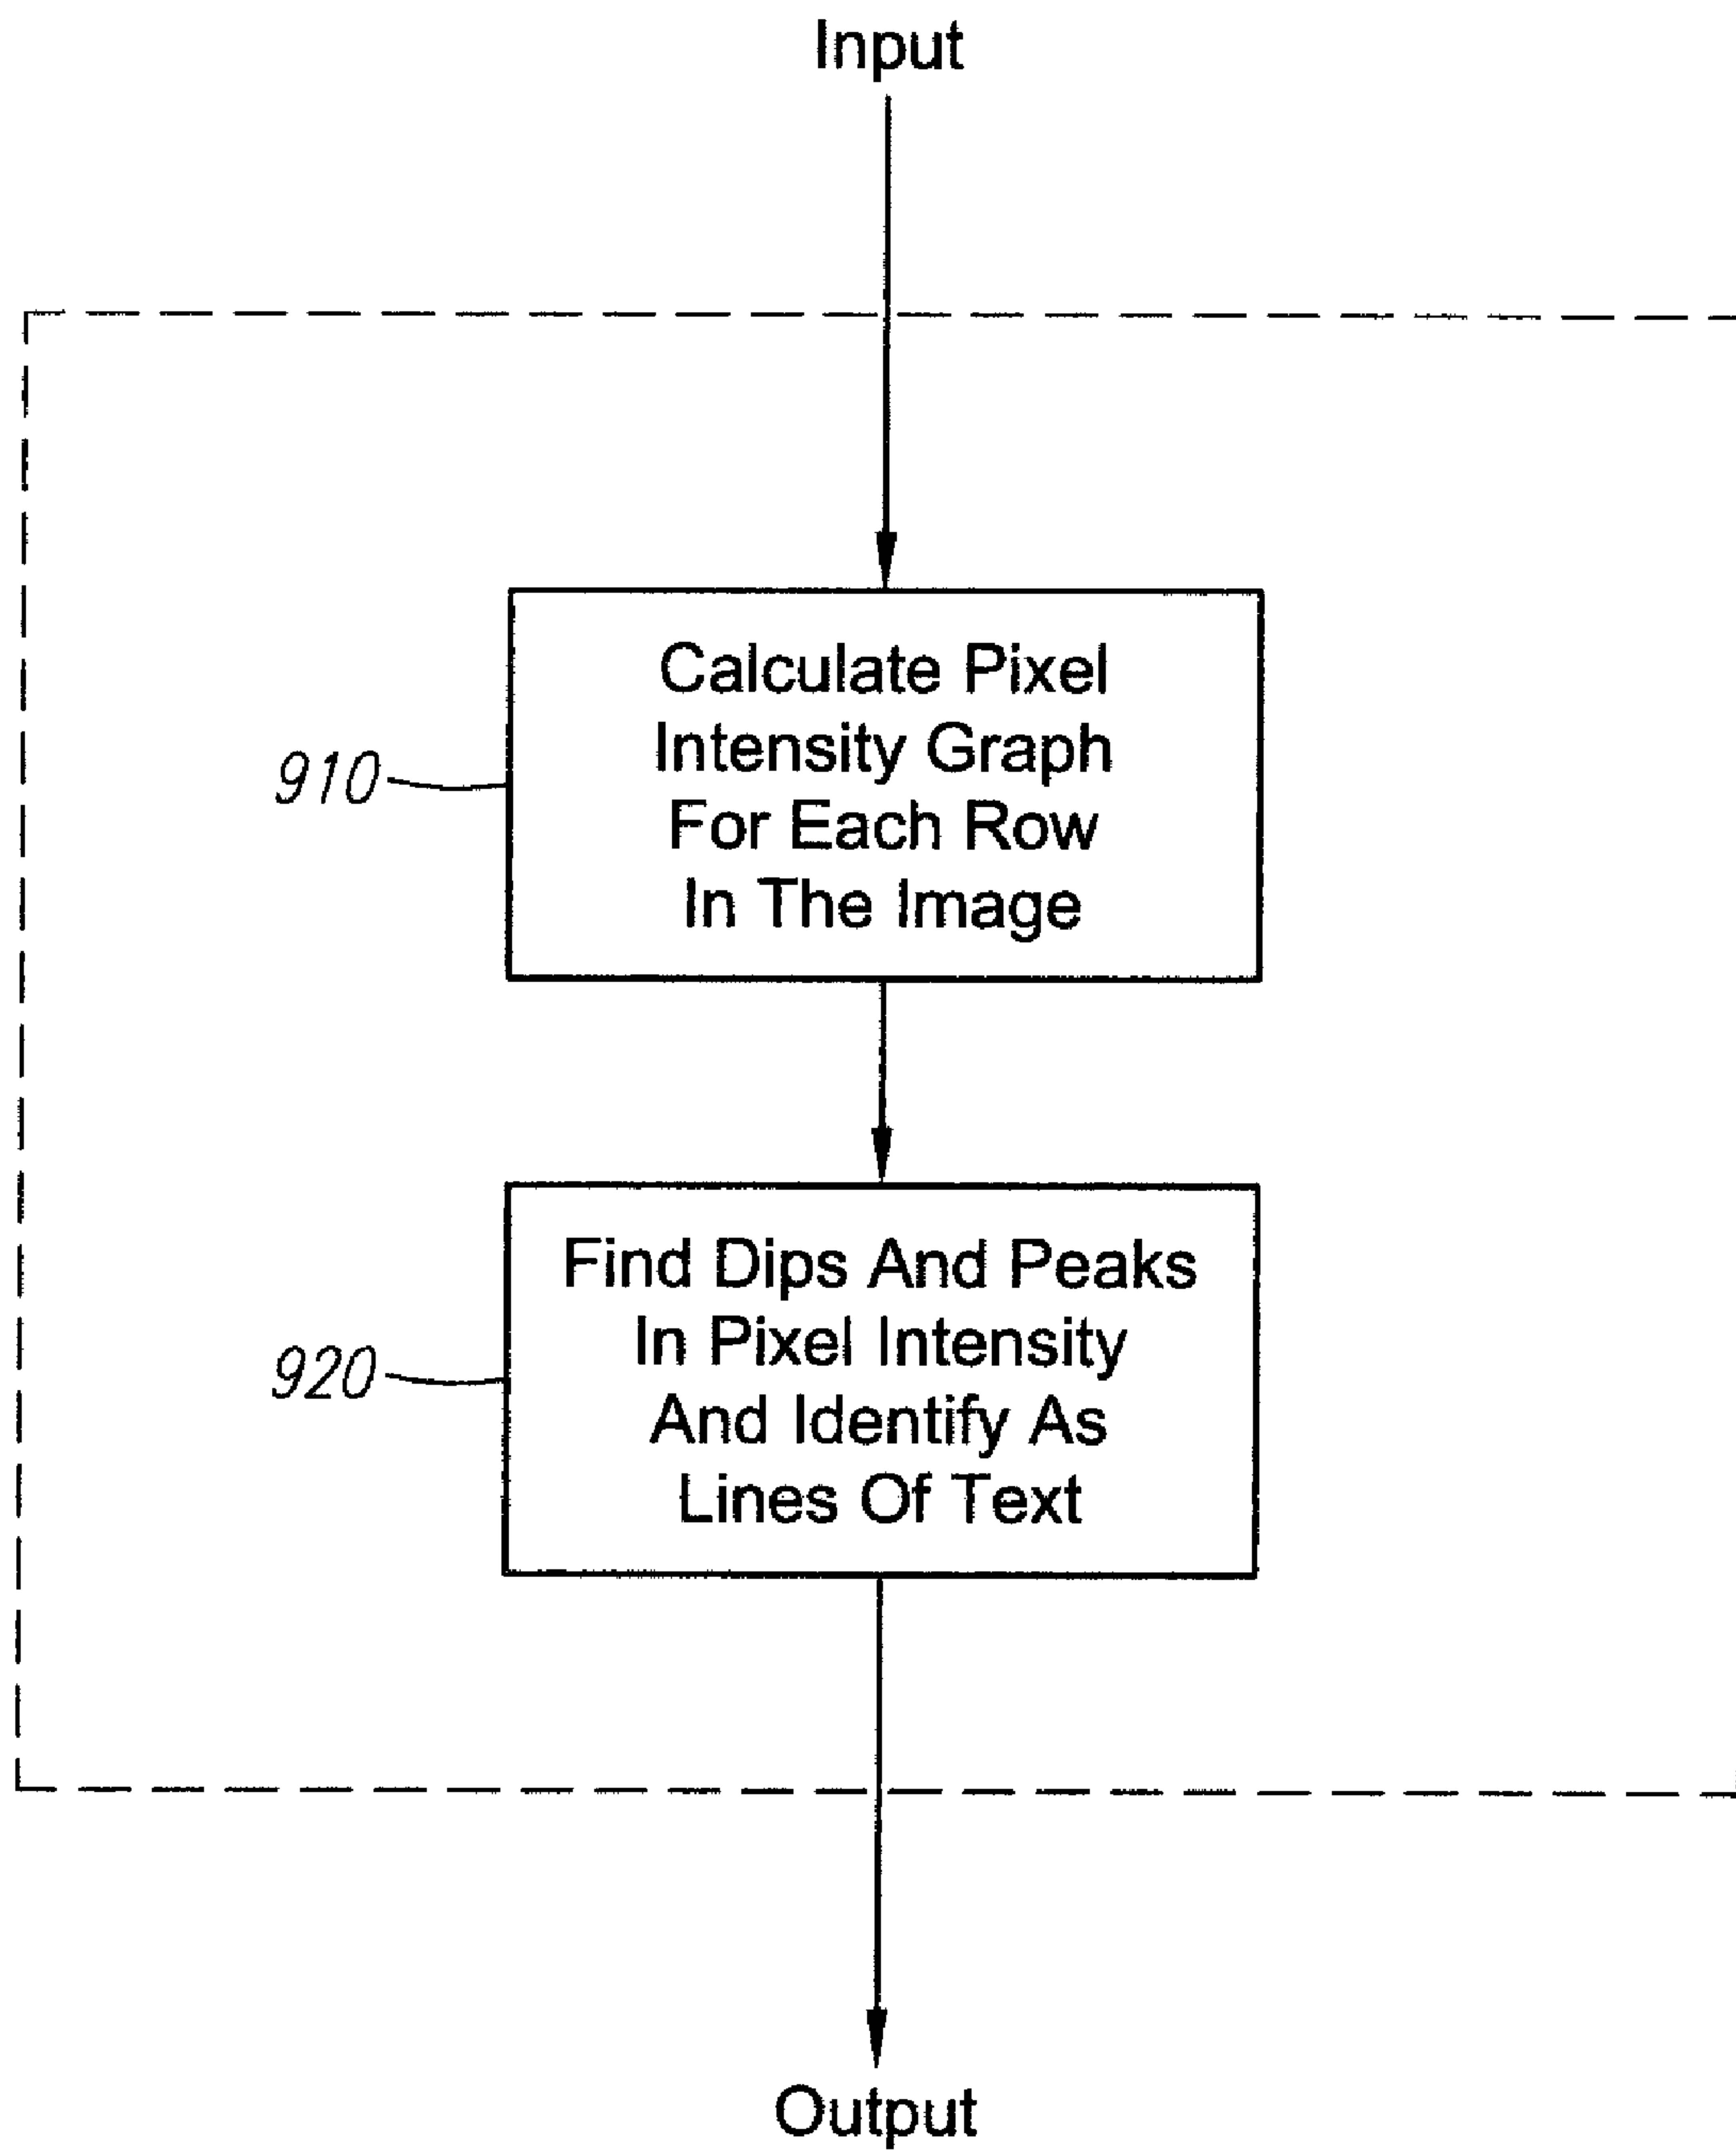 Input
Calculate Pixel
Intensity Graph
For Each Row
In The Image
910
Find Dips And Peaks
In Pixel Intensity
And Identify As
Lines Of Text
920
Output